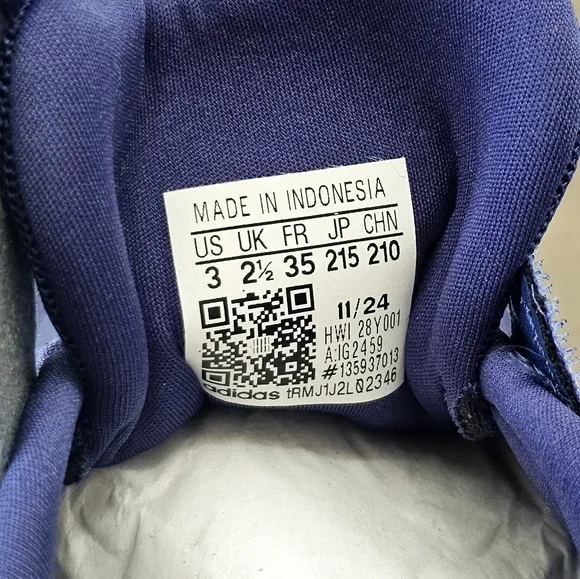 MADE IN INDONESIA
US UK FR JP CHN
3 2½ 35 215 210
11/24
HWI 28Y001
A:IG2459
#135937013
adidas tRMJ1J2L02346